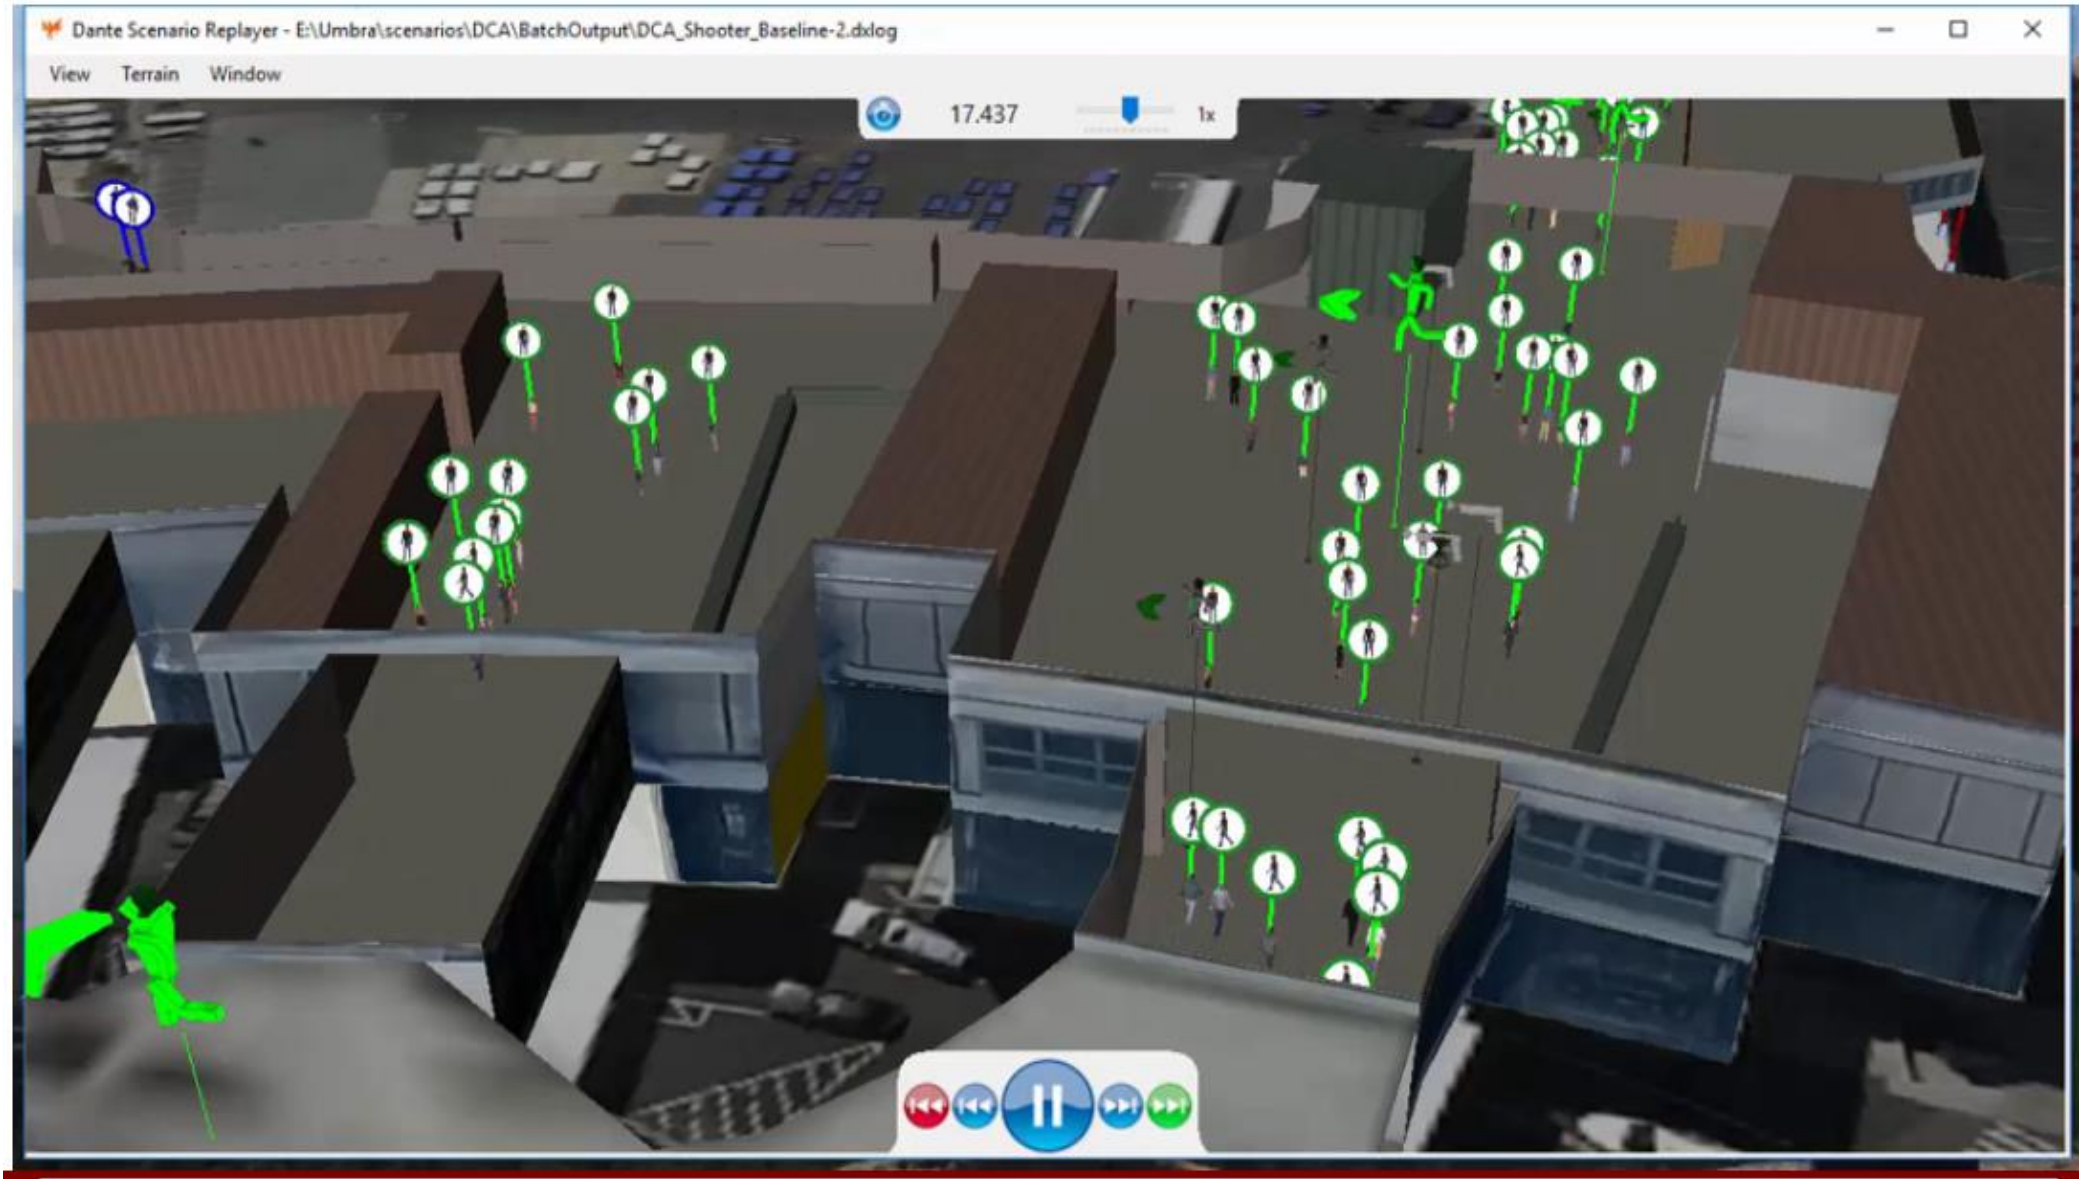 Dante Scenario Replayer - E:\Umbra\scenarios\DCA\BatchOutput\DCA_Shooter_Baseline-2.dxlog
View Terrain Window
17.437 1x